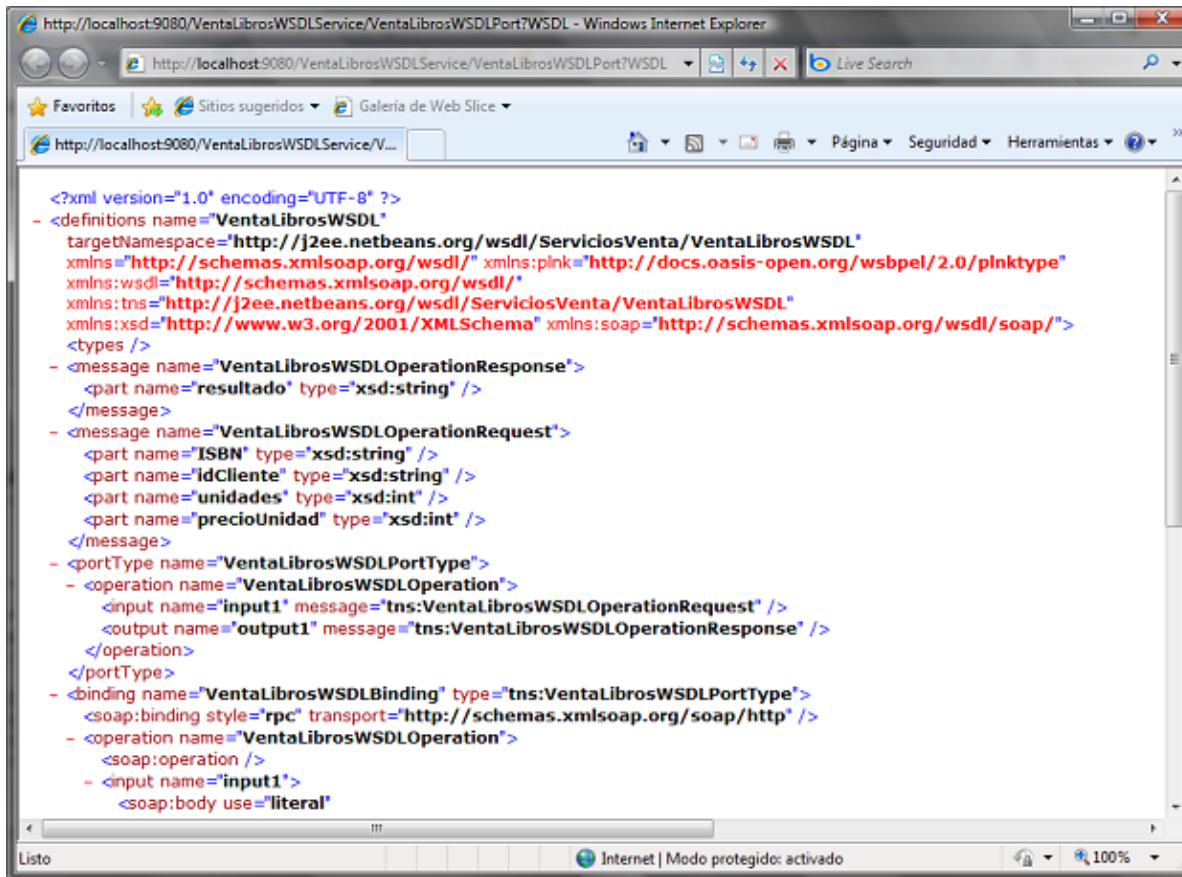 http://localhost:9080/VentaLibrosWSDLService/VentaLibrosWSDLPort?WSDL - Windows Internet Explorer
http://localhost:9080/VentaLibrosWSDLService/VentaLibrosWSDLPort?WSDL Live Search
Favoritos Sitios sugeridos Galería de Web Slice
http://localhost:9080/VentaLibrosWSDLService/V... Página Seguridad Herramientas »
<?xml version="1.0" encoding="UTF-8" ?>
- <definitions name="VentaLibrosWSDL"
targetNamespace="http://j2ee.netbeans.org/wsdl/ServiciosVenta/VentaLibrosWSDL"
xmlns="http://schemas.xmlsoap.org/wsdl/" xmlns:plnk="http://docs.oasis-open.org/wsbpel/2.0/plnktype"
xmlns:wsdl="http://schemas.xmlsoap.org/wsdl/"
xmlns:tns="http://j2ee.netbeans.org/wsdl/ServiciosVenta/VentaLibrosWSDL"
xmlns:xsd="http://www.w3.org/2001/XMLSchema" xmlns:soap="http://schemas.xmlsoap.org/wsdl/soap/">
<types />
- <message name="VentaLibrosWSDLOperationResponse">
<part name="resultado" type="xsd:string" />
</message>
- <message name="VentaLibrosWSDLOperationRequest">
<part name="ISBN" type="xsd:string" />
<part name="idCliente" type="xsd:string" />
<part name="unidades" type="xsd:int" />
<part name="precioUnidad" type="xsd:int" />
</message>
- <portType name="VentaLibrosWSDLPortType">
- <operation name="VentaLibrosWSDLOperation">
<input name="input1" message="tns:VentaLibrosWSDLOperationRequest" />
<output name="output1" message="tns:VentaLibrosWSDLOperationResponse" />
</operation>
</portType>
- <binding name="VentaLibrosWSDLBinding" type="tns:VentaLibrosWSDLPortType">
<soap:binding style="rpc" transport="http://schemas.xmlsoap.org/soap/http" />
- <operation name="VentaLibrosWSDLOperation">
<soap:operation />
- <input name="input1">
<soap:body use="literal"
Listo Internet | Modo protegido: activado 100%